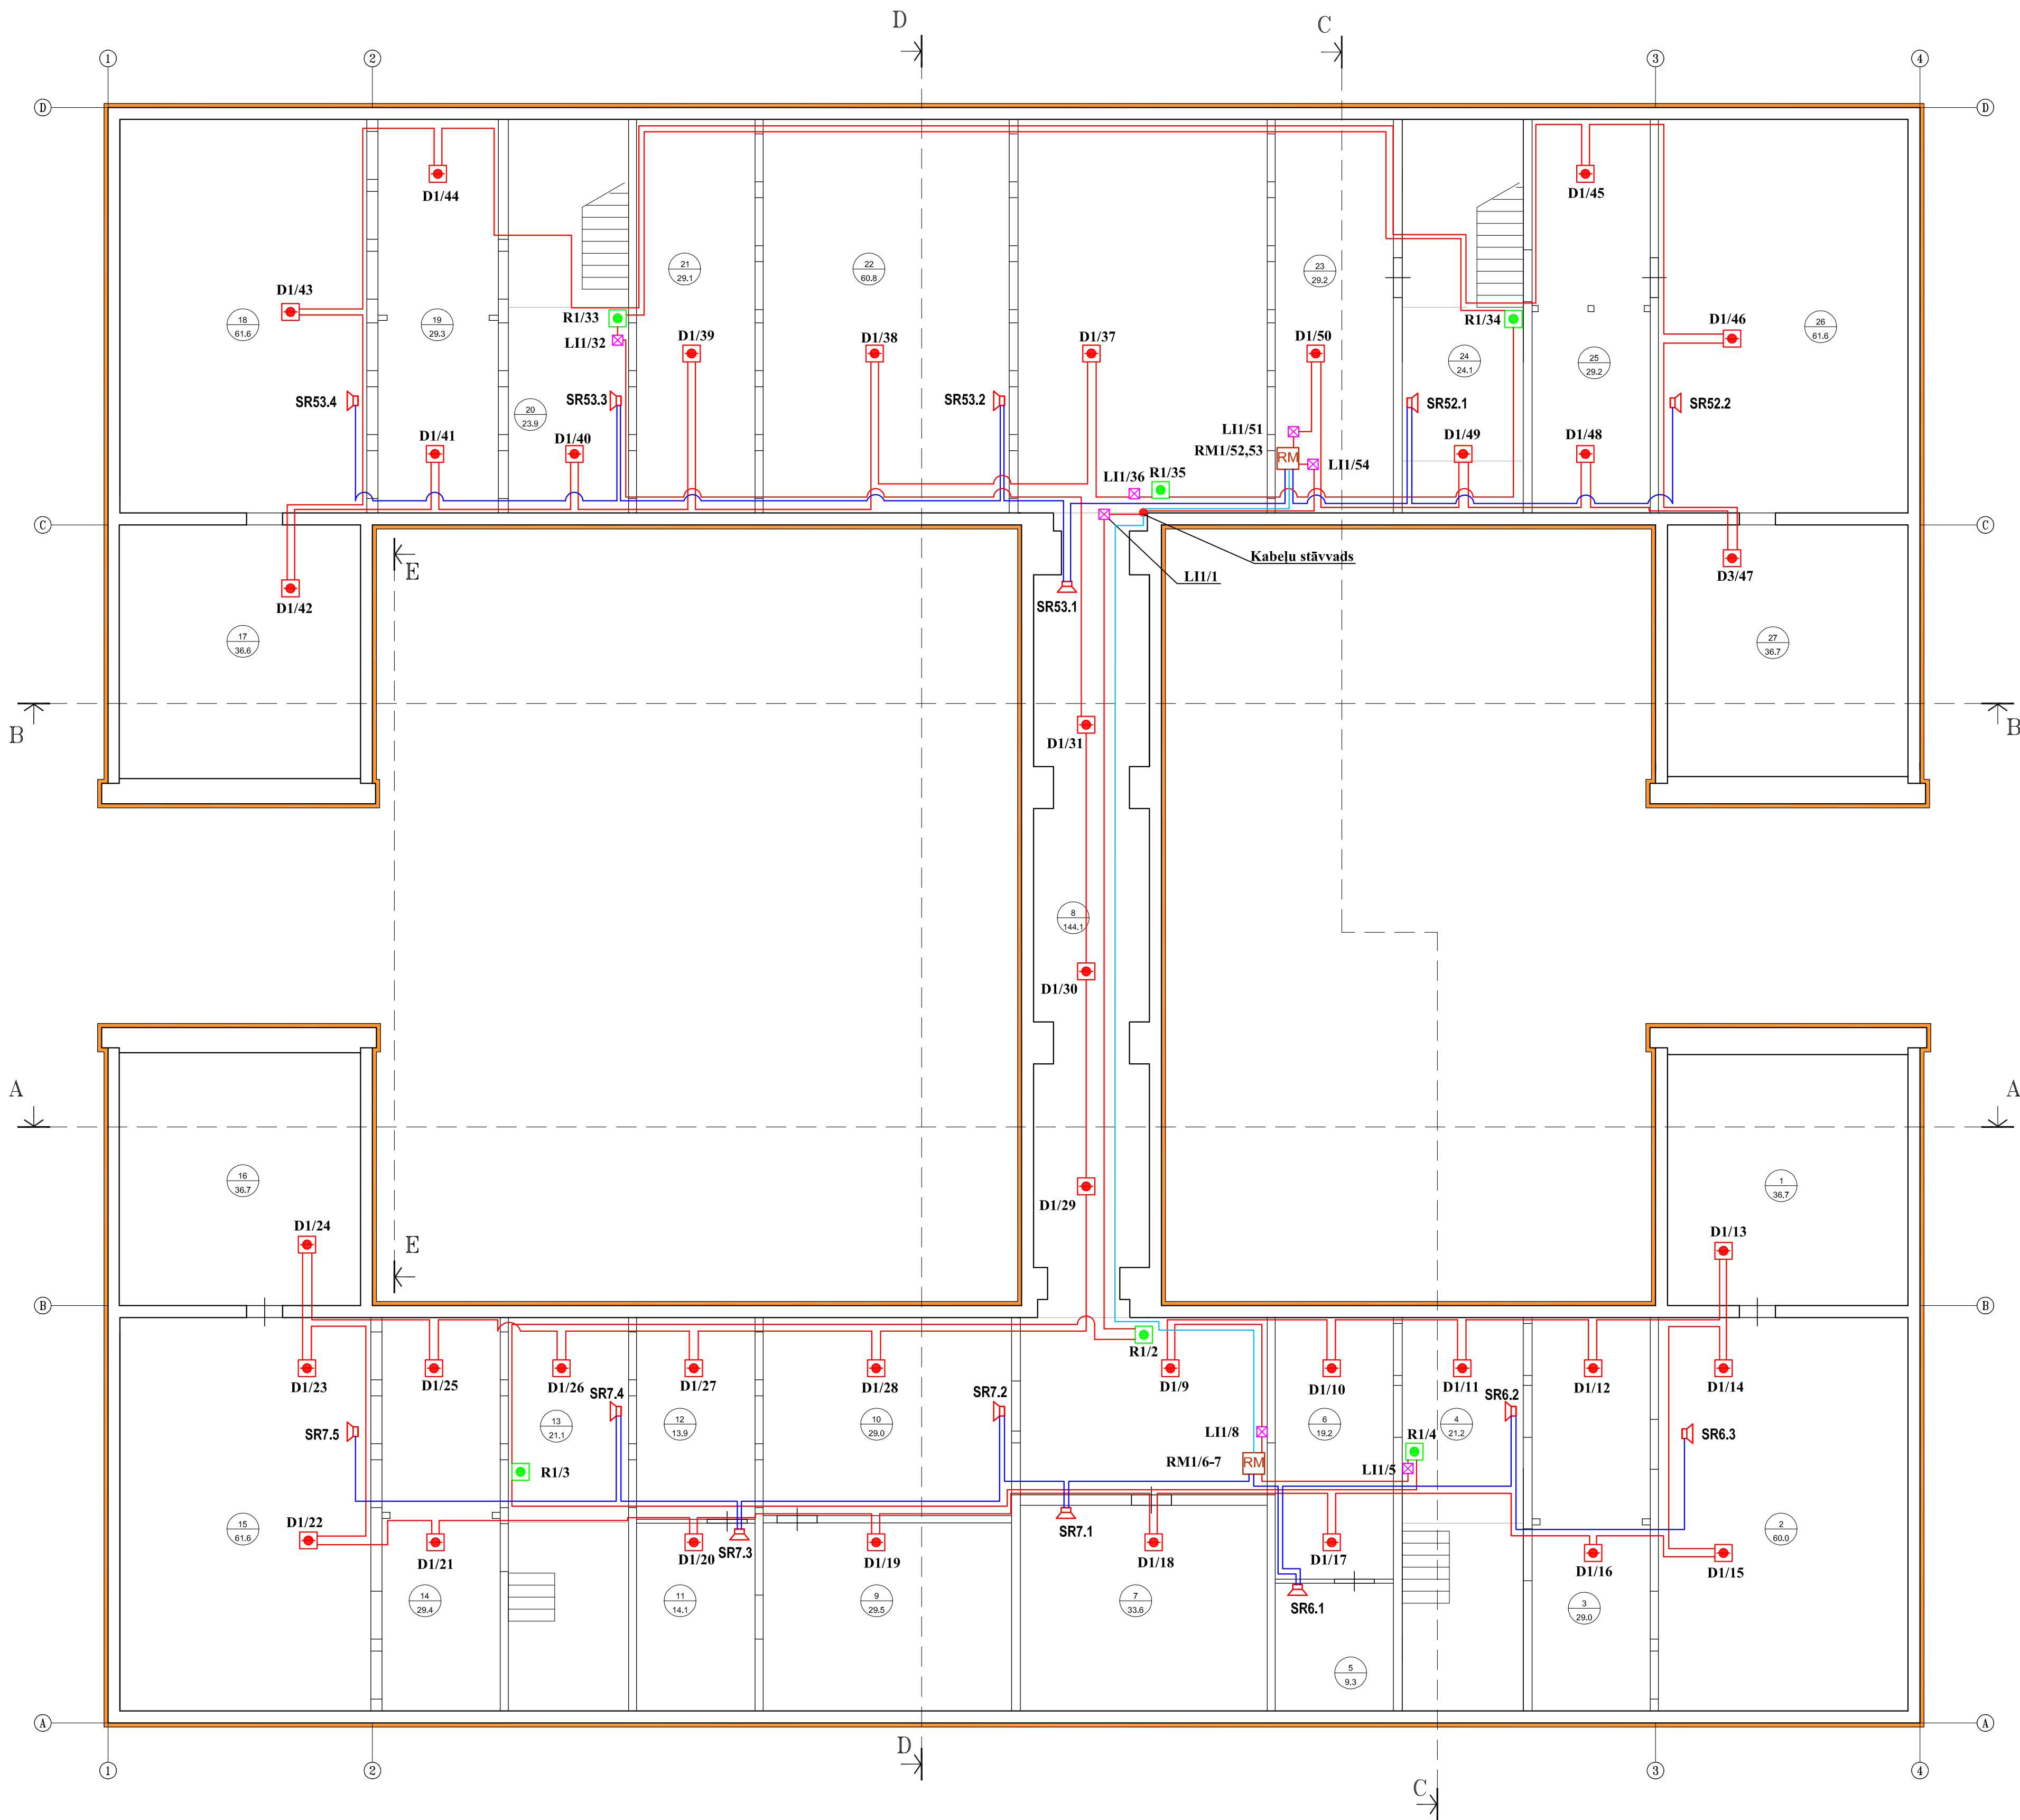 D
C
1
2
3
4
D
D
D1/44
D1/45
21
29.1
22
60.8
23
29.2
D1/43
18
61.6
19
29.3
R1/33
LI1/32
D1/39
D1/38
D1/37
D1/50
R1/34
D1/46
26
61.6
24
24.1
25
29.2
SR53.4
SR53.3
SR53.2
SR52.1
SR52.2
20
23.9
D1/41
D1/40
LI1/51
RM1/52,53
RM
LI1/54
D1/49
D1/48
LI1/36
R1/35
C
C
Kabeļu stāvvads
LI1/1
E
D1/42
SR53.1
D3/47
17
36.6
27
36.7
B
B
D1/31
8
144.1
D1/30
A
A
16
36.7
1
36.7
D1/29
D1/24
E
D1/13
B
B
R1/2
D1/23
D1/25
D1/26
D1/27
D1/28
D1/9
D1/10
D1/11
D1/12
D1/14
SR7.4
SR7.2
SR6.2
SR7.5
13
21.1
12
13.9
10
29.0
LI1/8
6
19.2
4
21.2
R1/4
SR6.3
R1/3
RM1/6-7
RM
LI1/5
15
61.6
D1/22
SR7.1
2
60.0
D1/21
D1/20
SR7.3
D1/19
D1/18
D1/17
D1/16
D1/15
14
29.4
11
14.1
9
29.5
7
33.6
SR6.1
3
29.0
5
9.3
A
A
D
C
1
2
3
4